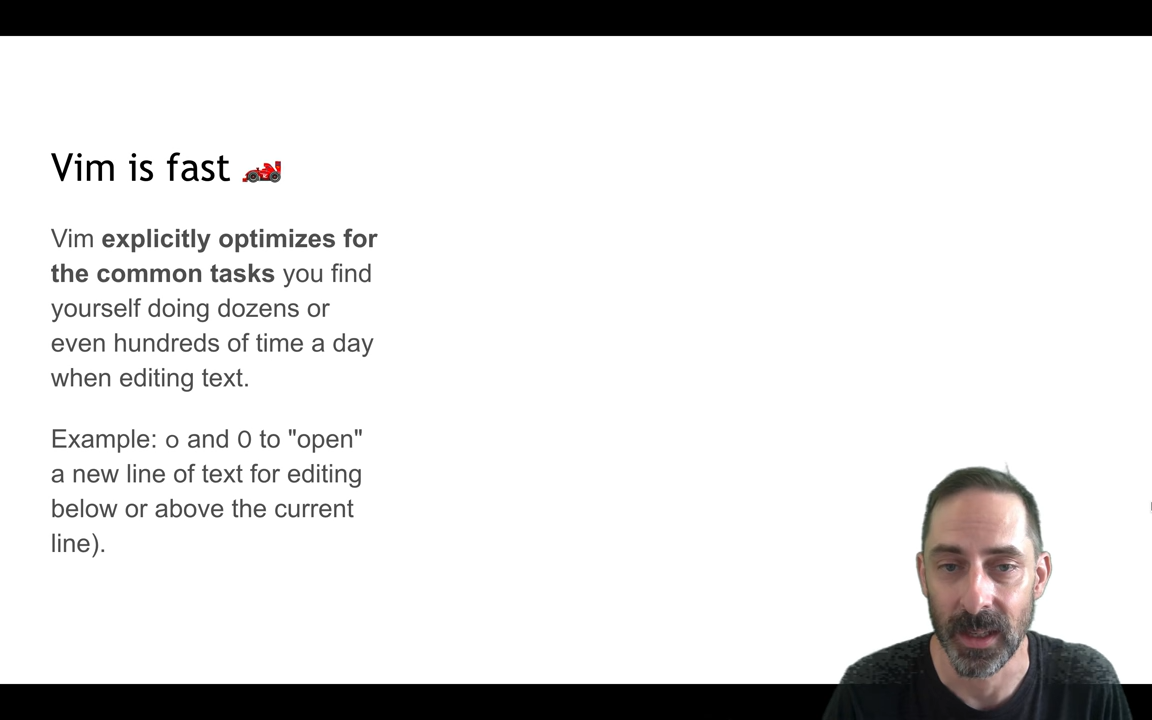 Vim is fast 🏎️
Vim explicitly optimizes for
the common tasks you find
yourself doing dozens or
even hundreds of time a day
when editing text.
Example: o and O to "open"
a new line of text for editing
below or above the current
line).